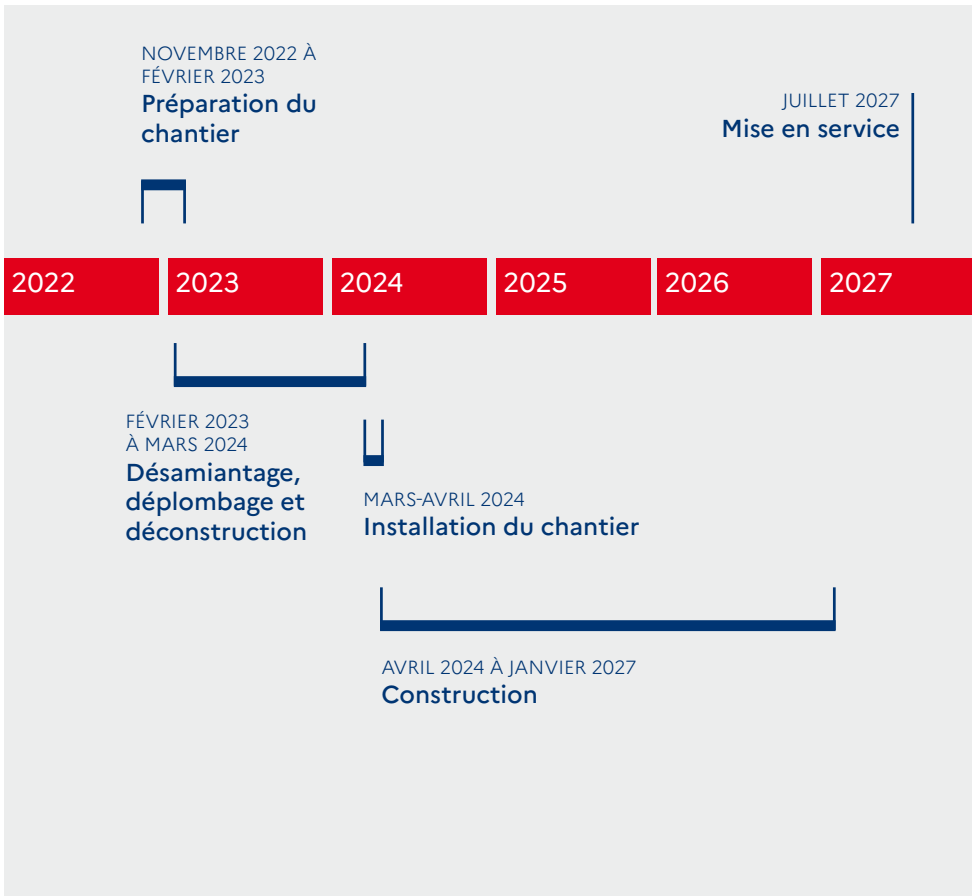 NOVEMBRE 2022 À
FÉVRIER 2023
Préparation du
chantier
JUILLET 2027
Mise en service
2022
2023
2024
2025
2026
2027
FÉVRIER 2023
À MARS 2024
Désamiantage,
déplombage et
déconstruction
MARS-AVRIL 2024
Installation du chantier
AVRIL 2024 À JANVIER 2027
Construction